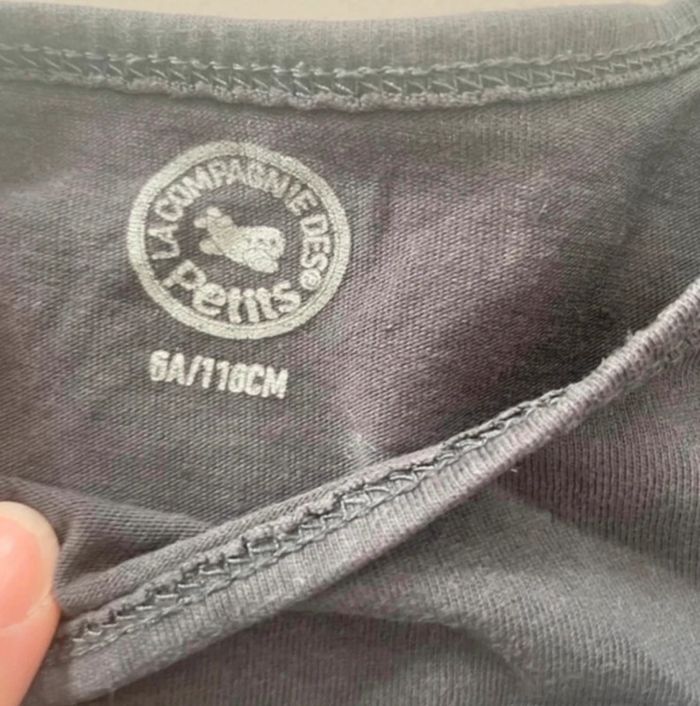 LA COMPAGNIE DES®
Petits
6A/116CM